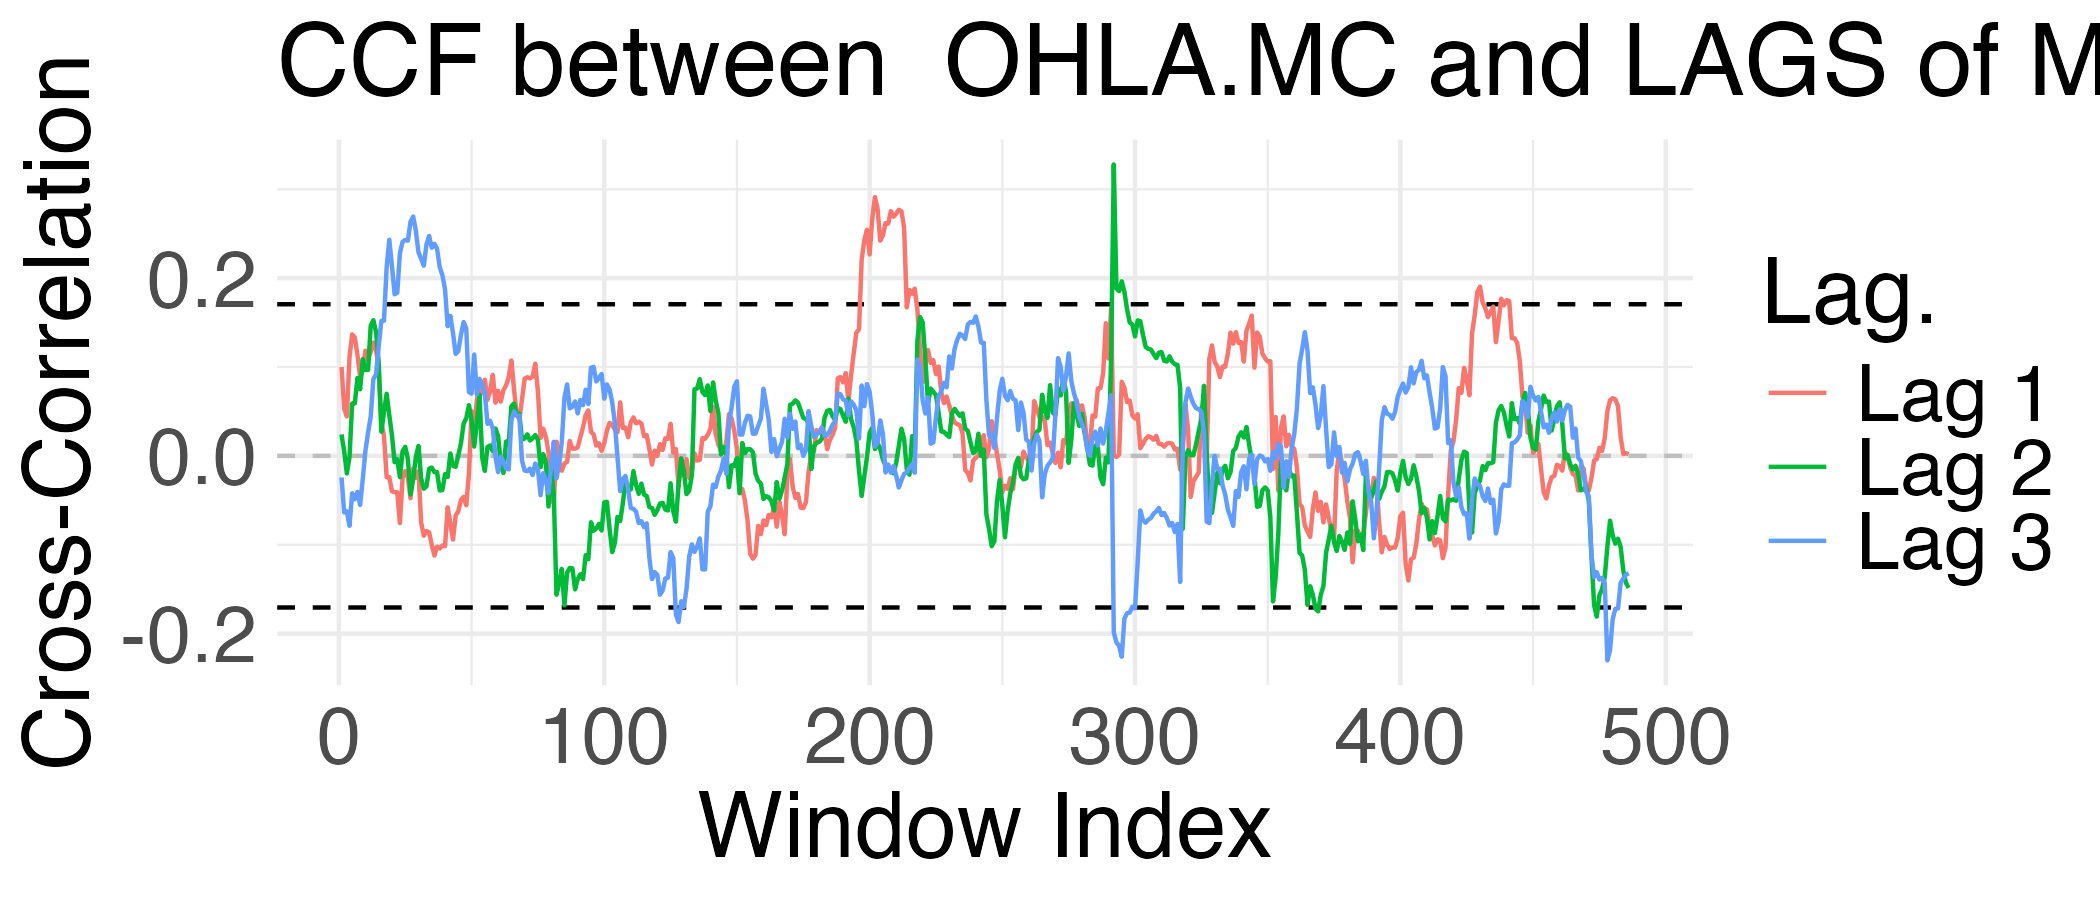 CCF between  OHLA.MC and LAGS of M
Cross-Correlation
0.2
0.0
-0.2
0 100 200 300 400 500
Window Index
Lag.
Lag 1
Lag 2
Lag 3